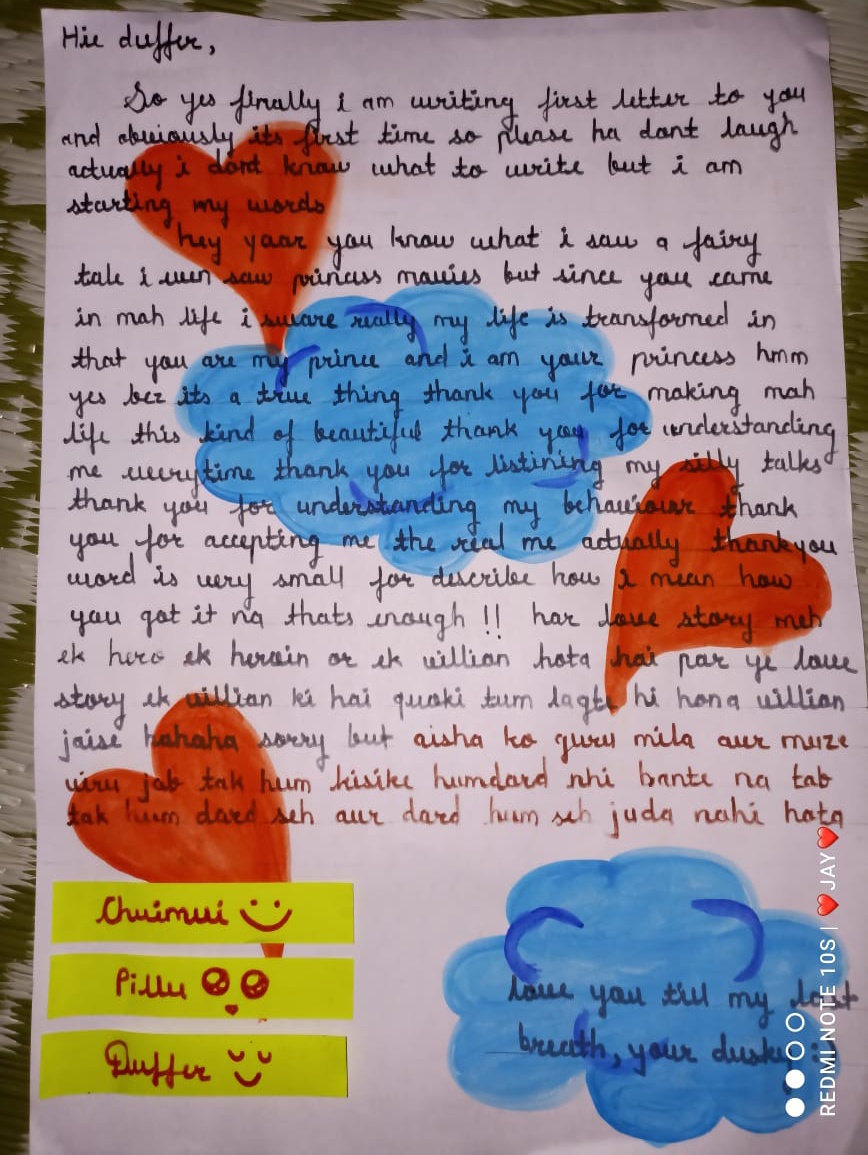 Hie duffer,
So yes finally i am writing first letter to you
and obviously its first time so please ha dont laugh
actually i dont know what to write but i am
starting my words
hey yaar you know what i saw a fairy
tale i even saw princess movies but since you came
in mah life i sware really my life is transformed in
that you are my prince and i am your princess hmm
yes bcz its a true thing thank you for making mah
life this kind of beautiful thank you for understanding
me everytime thank you for listining my silly talks
thank you for understanding my behaviour thank
you for accepting me the real me actually thankyou
word is very small for describe how i mean how
you got it na thats enough !! har love story meh
ek hero ek heroin or ek villian hota hai par ye love
story ek villian ki hai quoki tum lagte hi hona villian
jaise hahaha sorry but aisha ko guru mila aur muze
viru jab tak hum kisike humdard nhi bante na tab
tak hum dard seh aur dard hum seh juda nahi hota
Chuimui
Pillu
Duffer
love you till my last
breath, your dusky :)
REDMI NOTE 10S | ❤JAY❤